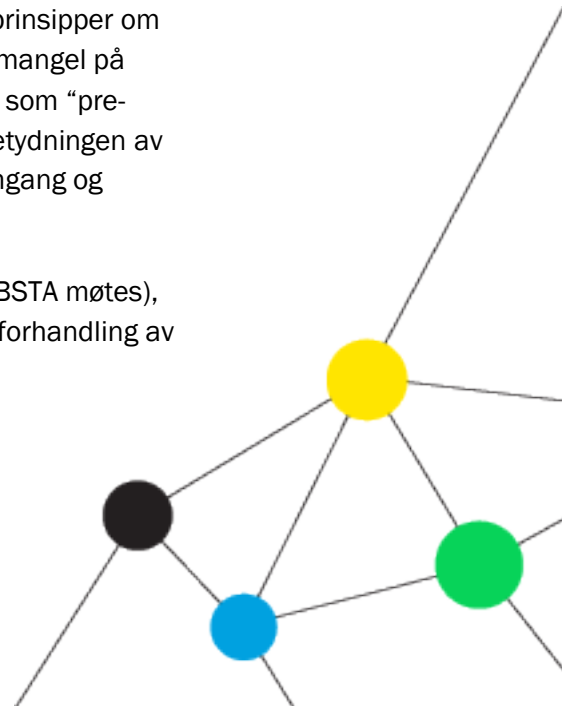 prinsipper om
mangel på
som “pre-
etydningen av
ngang og
BSTA møtes),
forhandling av